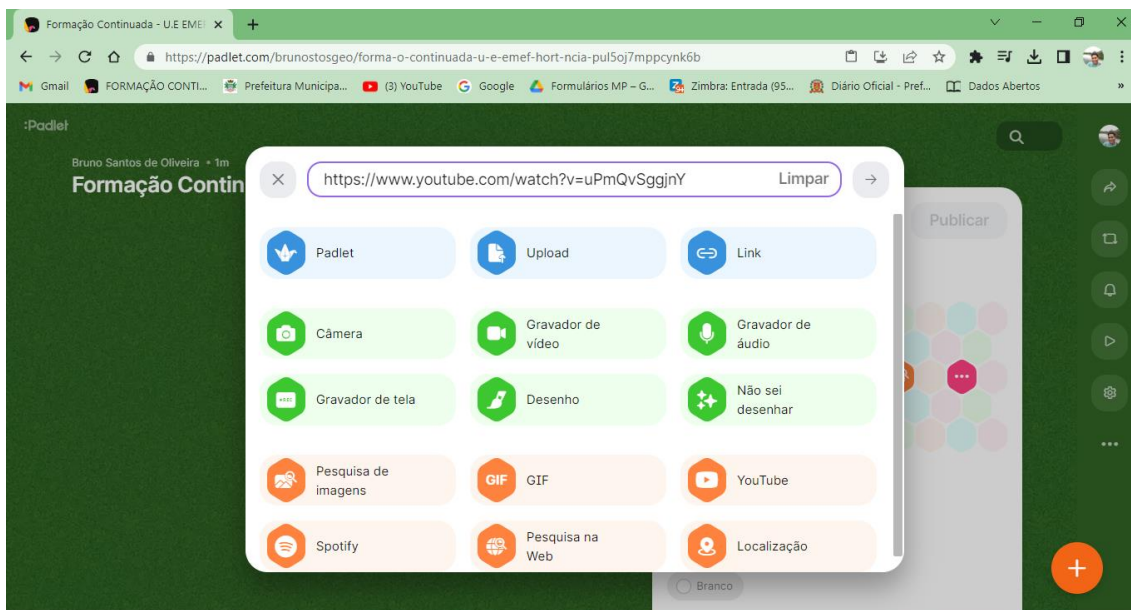 Formação Continuada - U.E EME
https://padlet.com/brunostosgeo/forma-o-continuada-u-e-emef-hort-ncia-pul5oj7mppcynk6b
Gmail FORMAÇÃO CONTI... Prefeitura Municipa... (3) YouTube Google Formulários MP – G... Zimbra: Entrada (95... Diário Oficial - Pref... Dados Abertos »
:Padlet
Bruno Santos de Oliveira • 1m
Formação Contin
https://www.youtube.com/watch?v=uPmQvSggjnY Limpar
Publicar
Padlet Upload Link
Câmera
Gravador de
vídeo
Gravador de
áudio
Gravador de tela
Desenho
Não sei
desenhar
Pesquisa de
imagens
GIF GIF
YouTube
Spotify
Pesquisa na
Web
Localização
Branco